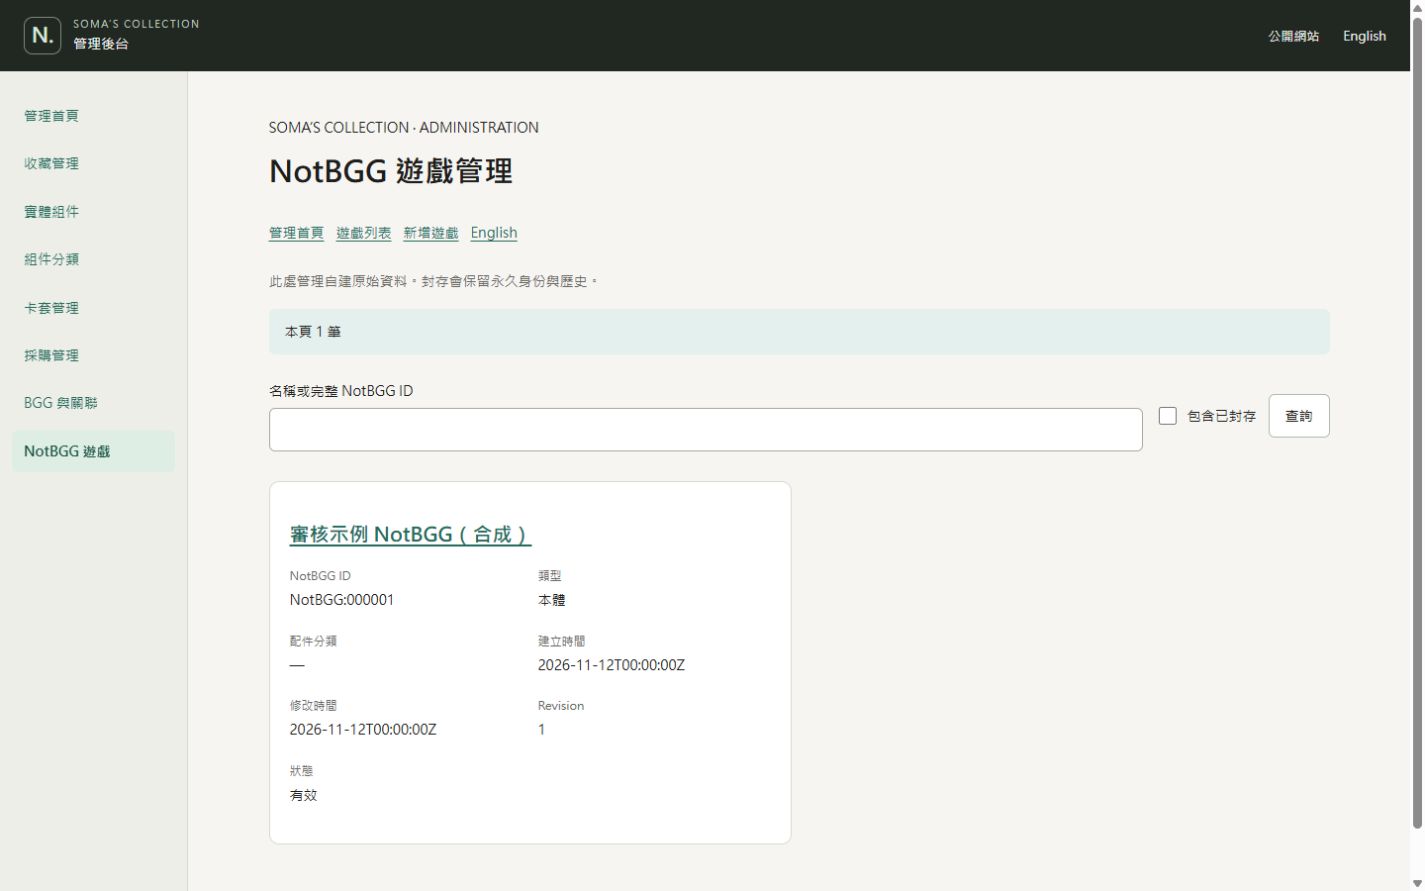 N.
SOMA'S COLLECTION
管理後台
公開網站
English
管理首頁
收藏管理
實體組件
組件分類
卡套管理
採購管理
BGG 與關聯
NotBGG 遊戲
SOMA'S COLLECTION · ADMINISTRATION
NotBGG 遊戲管理
管理首頁 遊戲列表 新增遊戲 English
此處管理自建原始資料。封存會保留永久身份與歷史。
本頁 1 筆
名稱或完整 NotBGG ID
包含已封存
查詢
審核示例 NotBGG（合成）
NotBGG ID
NotBGG:000001
類型
本體
配件分類
—
建立時間
2026-11-12T00:00:00Z
修改時間
2026-11-12T00:00:00Z
Revision
1
狀態
有效